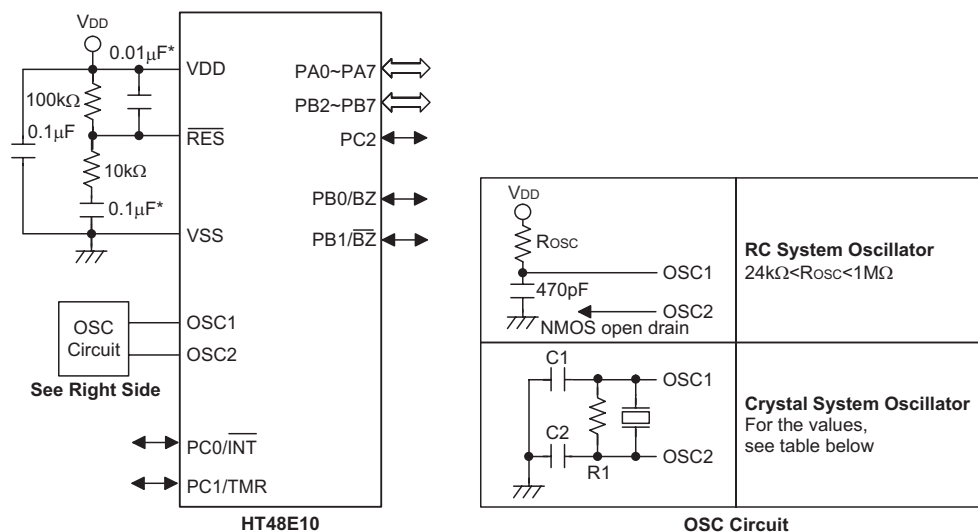 VDD
0.01μF*
VDD
100kΩ
0.1μF
RES
10kΩ
0.1μF*
VSS
OSC
Circuit
OSC1
OSC2
See Right Side
PC0/INT
PC1/TMR
PA0~PA7
PB2~PB7
PC2
PB0/BZ
PB1/BZ
HT48E10
VDD
ROSC
OSC1
470pF
OSC2
NMOS open drain
RC System Oscillator
24kΩ<ROSC<1MΩ
C1
OSC1
C2
OSC2
R1
Crystal System Oscillator
For the values,
see table below
OSC Circuit